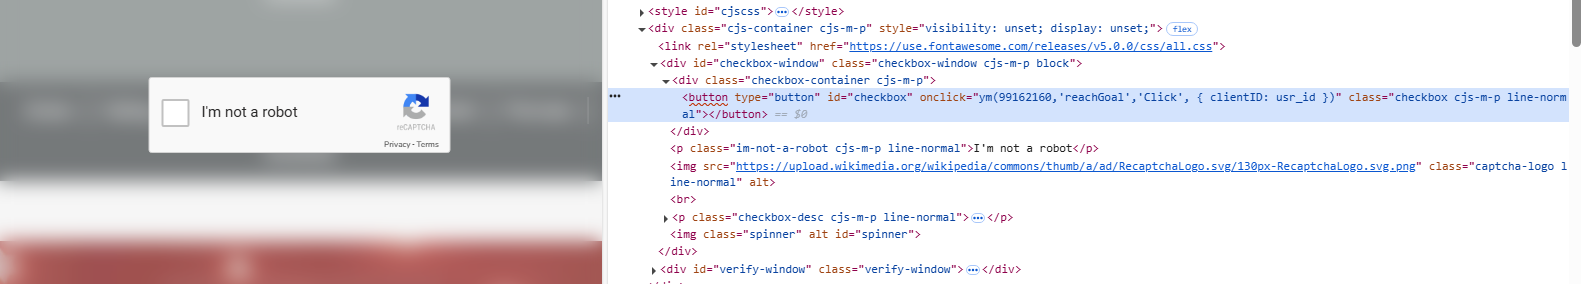 I'm not a robot
reCAPTCHA
Privacy - Terms
<style id="cjscss">⋯</style>
<div class="cjs-container cjs-m-p" style="visibility: unset; display: unset;"> flex
<link rel="stylesheet" href="https://use.fontawesome.com/releases/v5.0.0/css/all.css">
<div id="checkbox-window" class="checkbox-window cjs-m-p block">
<div class="checkbox-container cjs-m-p">
<button type="button" id="checkbox" onclick="ym(99162160,'reachGoal','Click', { clientID: usr_id })" class="checkbox cjs-m-p line-norm
al"></button> == $0
</div>
<p class="im-not-a-robot cjs-m-p line-normal">I'm not a robot</p>
<img src="https://upload.wikimedia.org/wikipedia/commons/thumb/a/ad/RecaptchaLogo.svg/130px-RecaptchaLogo.svg.png" class="captcha-logo l
ine-normal" alt>
<br>
<p class="checkbox-desc cjs-m-p line-normal">⋯</p>
<img class="spinner" alt id="spinner">
</div>
<div id="verify-window" class="verify-window">⋯</div>